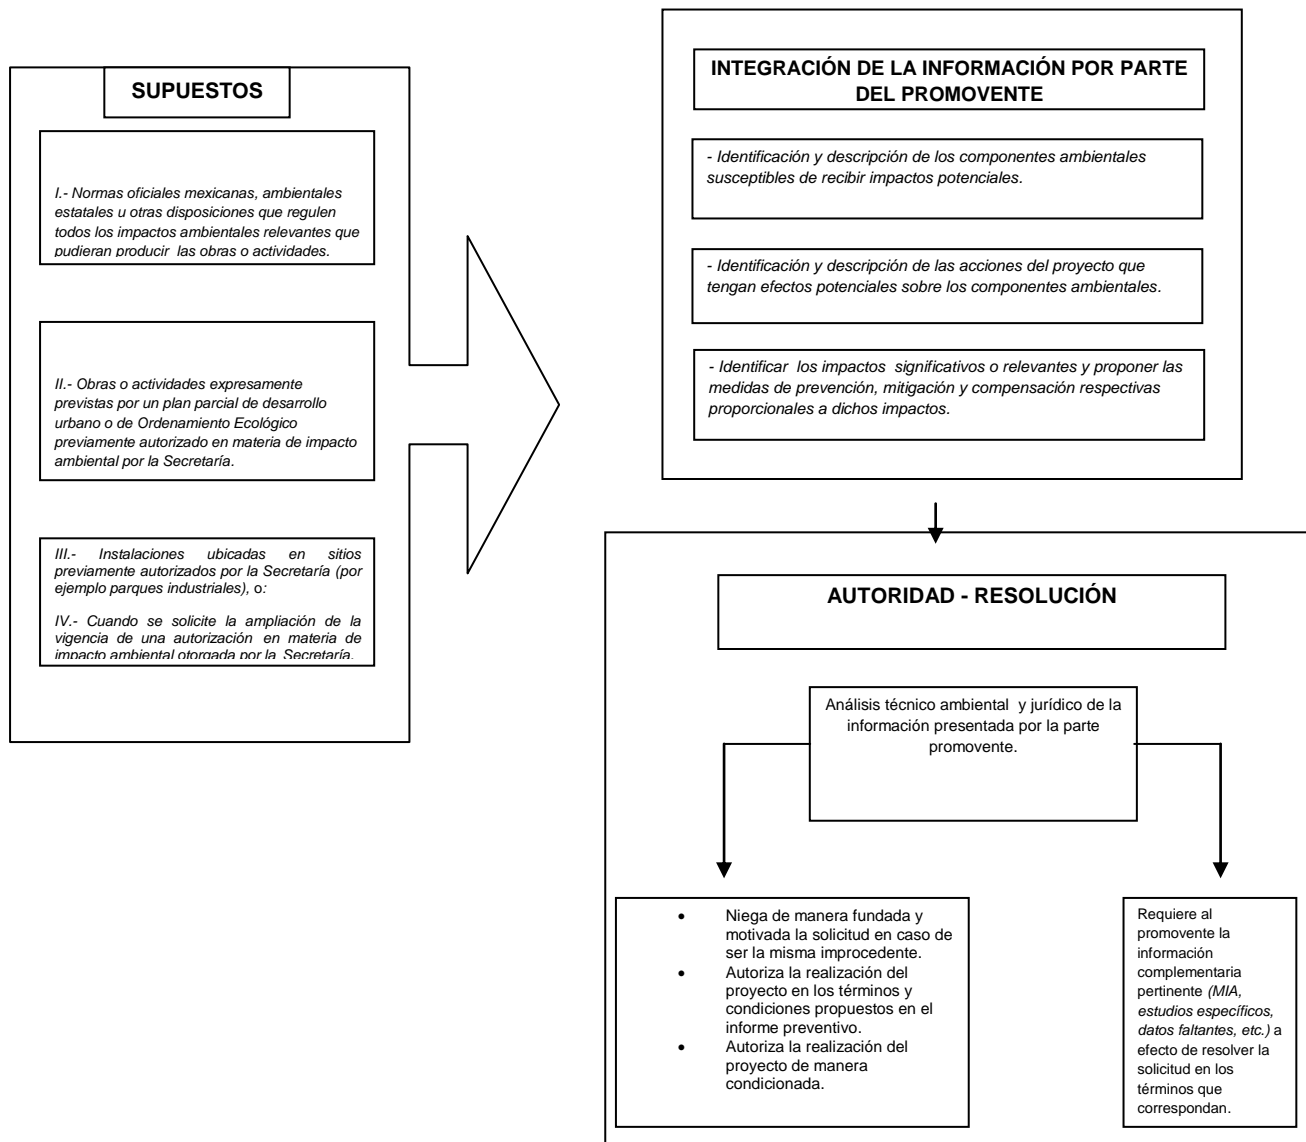 SUPUESTOS
I.- Normas oficiales mexicanas, ambientales
estatales u otras disposiciones que regulen
todos los impactos ambientales relevantes que
pudieran producir las obras o actividades.
II.- Obras o actividades expresamente
previstas por un plan parcial de desarrollo
urbano o de Ordenamiento Ecológico
previamente autorizado en materia de impacto
ambiental por la Secretaría.
III.- Instalaciones ubicadas en sitios
previamente autorizados por la Secretaría (por
ejemplo parques industriales), o:
IV.- Cuando se solicite la ampliación de la
vigencia de una autorización en materia de
impacto ambiental otorgada por la Secretaría.
INTEGRACIÓN DE LA INFORMACIÓN POR PARTE
DEL PROMOVENTE
- Identificación y descripción de los componentes ambientales
susceptibles de recibir impactos potenciales.
- Identificación y descripción de las acciones del proyecto que
tengan efectos potenciales sobre los componentes ambientales.
- Identificar los impactos significativos o relevantes y proponer las
medidas de prevención, mitigación y compensación respectivas
proporcionales a dichos impactos.
AUTORIDAD - RESOLUCIÓN
Análisis técnico ambiental y jurídico de la
información presentada por la parte
promovente.
• Niega de manera fundada y
motivada la solicitud en caso de
ser la misma improcedente.
• Autoriza la realización del
proyecto en los términos y
condiciones propuestos en el
informe preventivo.
• Autoriza la realización del
proyecto de manera
condicionada.
Requiere al
promovente la
información
complementaria
pertinente (MIA,
estudios específicos,
datos faltantes, etc.) a
efecto de resolver la
solicitud en los
términos que
correspondan.